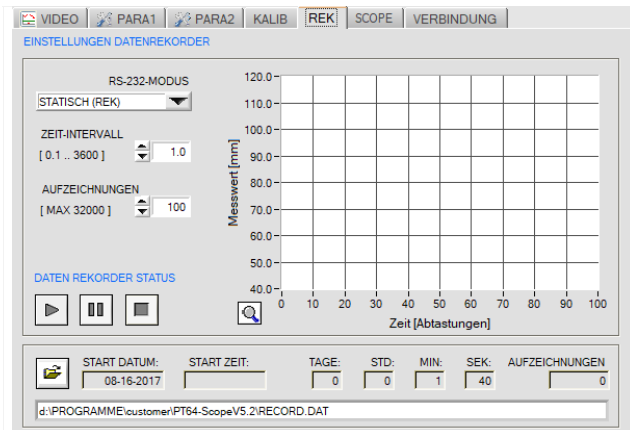 VIDEO PARA1 PARA2 KALIB REK SCOPE VERBINDUNG
EINSTELLUNGEN DATENREKORDER
RS-232-MODUS
STATISCH (REK)
ZEIT-INTERVALL
[ 0.1 .. 3600 ] 1.0
AUFZEICHNUNGEN
[ MAX 32000 ] 100
DATEN REKORDER STATUS
Messwert [mm]
120.0
110.0
100.0
90.0
80.0
70.0
60.0
50.0
40.0
0 10 20 30 40 50 60 70 80 90 100
Zeit [Abtastungen]
START DATUM: START ZEIT: TAGE: STD: MIN: SEK: AUFZEICHNUNGEN
08-16-2017 0 0 1 40 0
d:\PROGRAMME\customer\PT64-ScopeV5.2\RECORD.DAT